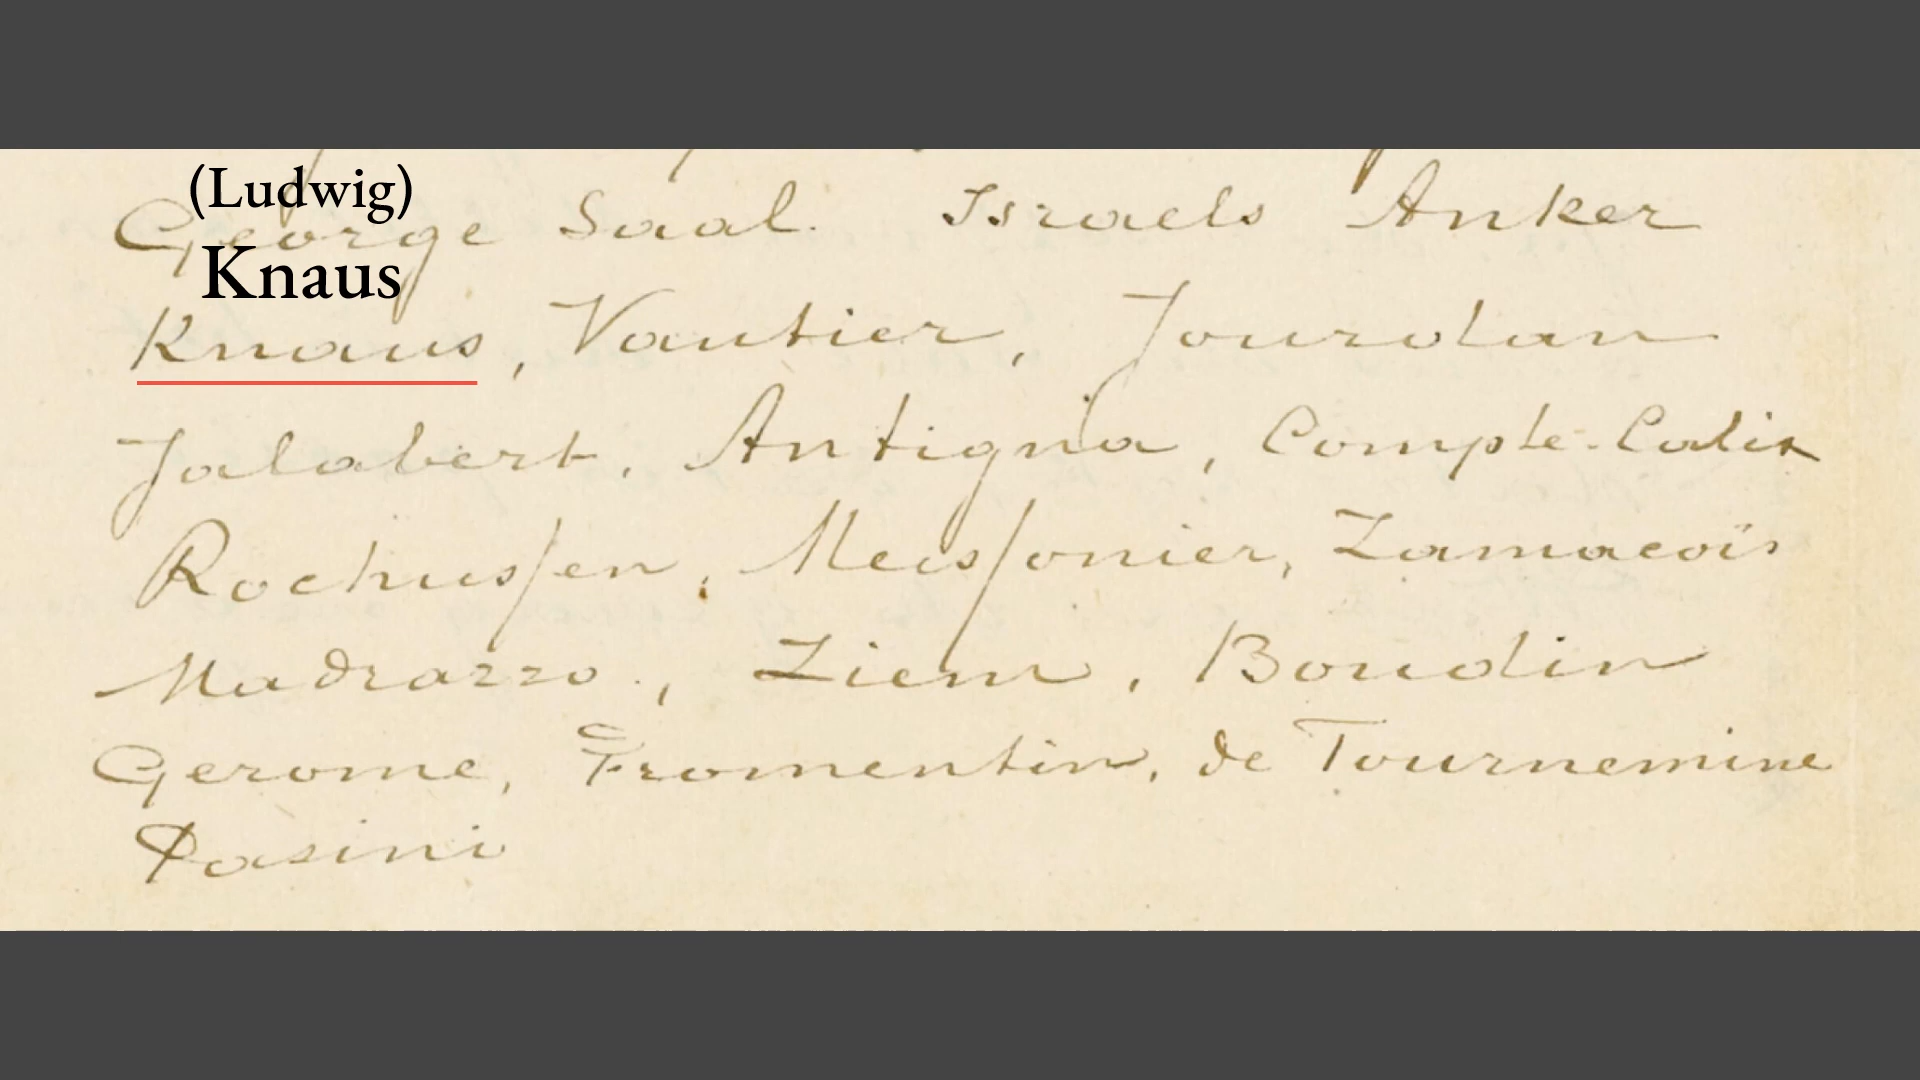 (Ludwig)
Knaus
George Saal. Israels Anker
Knaus, Vautier, Jourdan
Jalabert, Antigna, Compte-Calix
Rochussen, Meissonier, Zamacoïs
Madrazzo, Ziem, Boudin
Gerome, Fromentin, de Tournemine
Pasini